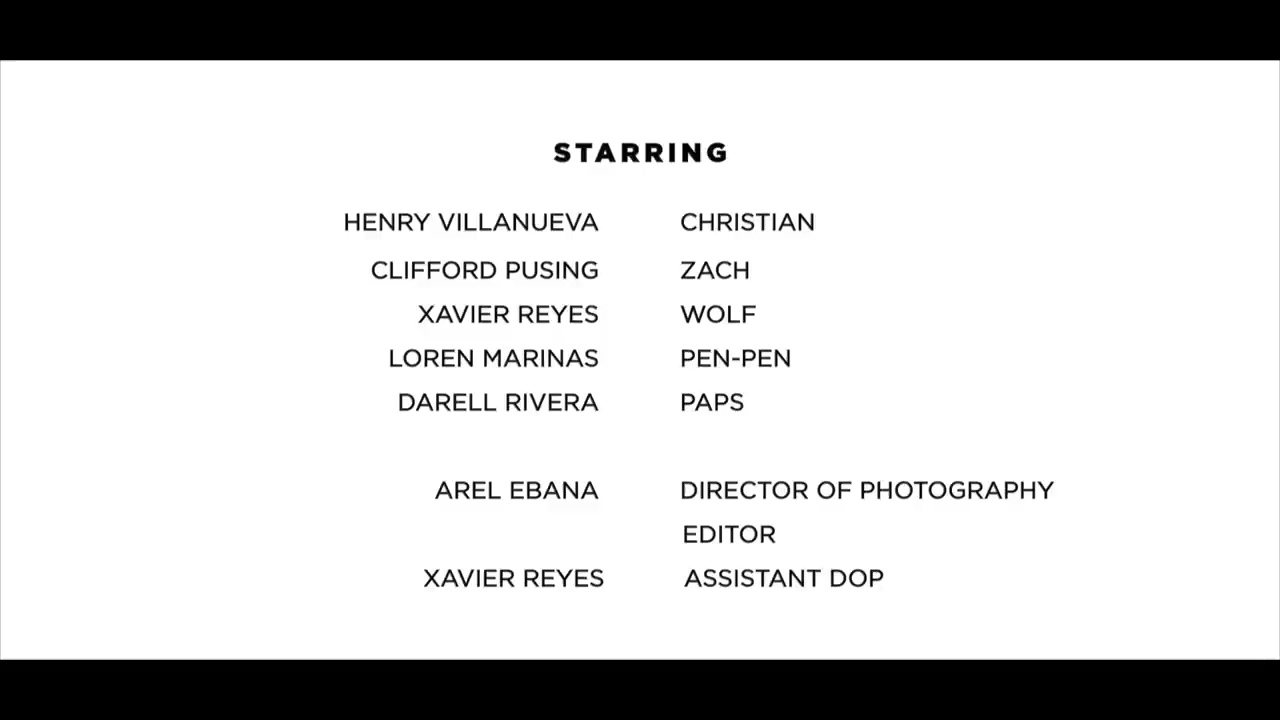 STARRING
HENRY VILLANUEVA CHRISTIAN
CLIFFORD PUSING ZACH
XAVIER REYES WOLF
LOREN MARINAS PEN-PEN
DARELL RIVERA PAPS
AREL EBANA DIRECTOR OF PHOTOGRAPHY
EDITOR
XAVIER REYES ASSISTANT DOP